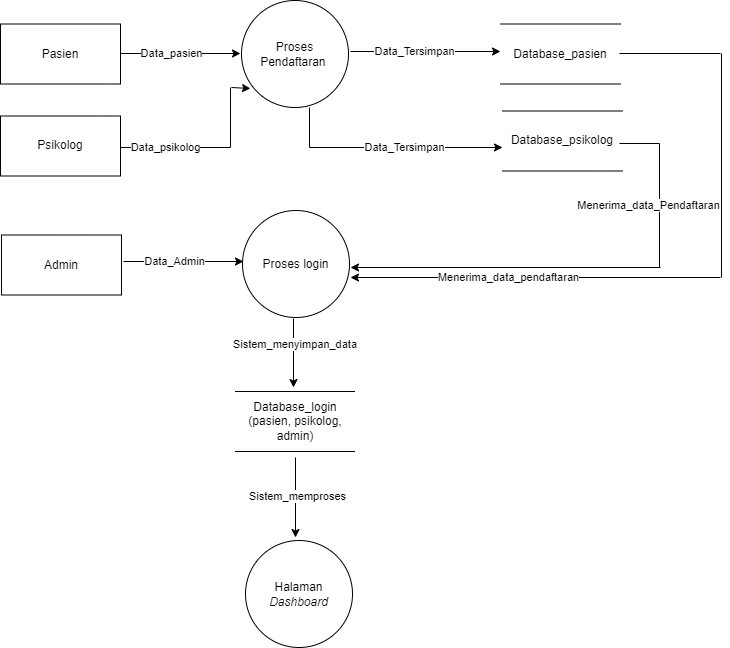 Pasien
Data_pasien
Proses
Pendaftaran
Data_Tersimpan
Database_pasien
Psikolog
Data_psikolog
Data_Tersimpan
Database_psikolog
Menerima_data_Pendaftaran
Admin
Data_Admin
Proses login
Menerima_data_pendaftaran
Sistem_menyimpan_data
Database_login
(pasien, psikolog,
admin)
Sistem_memproses
Halaman
Dashboard